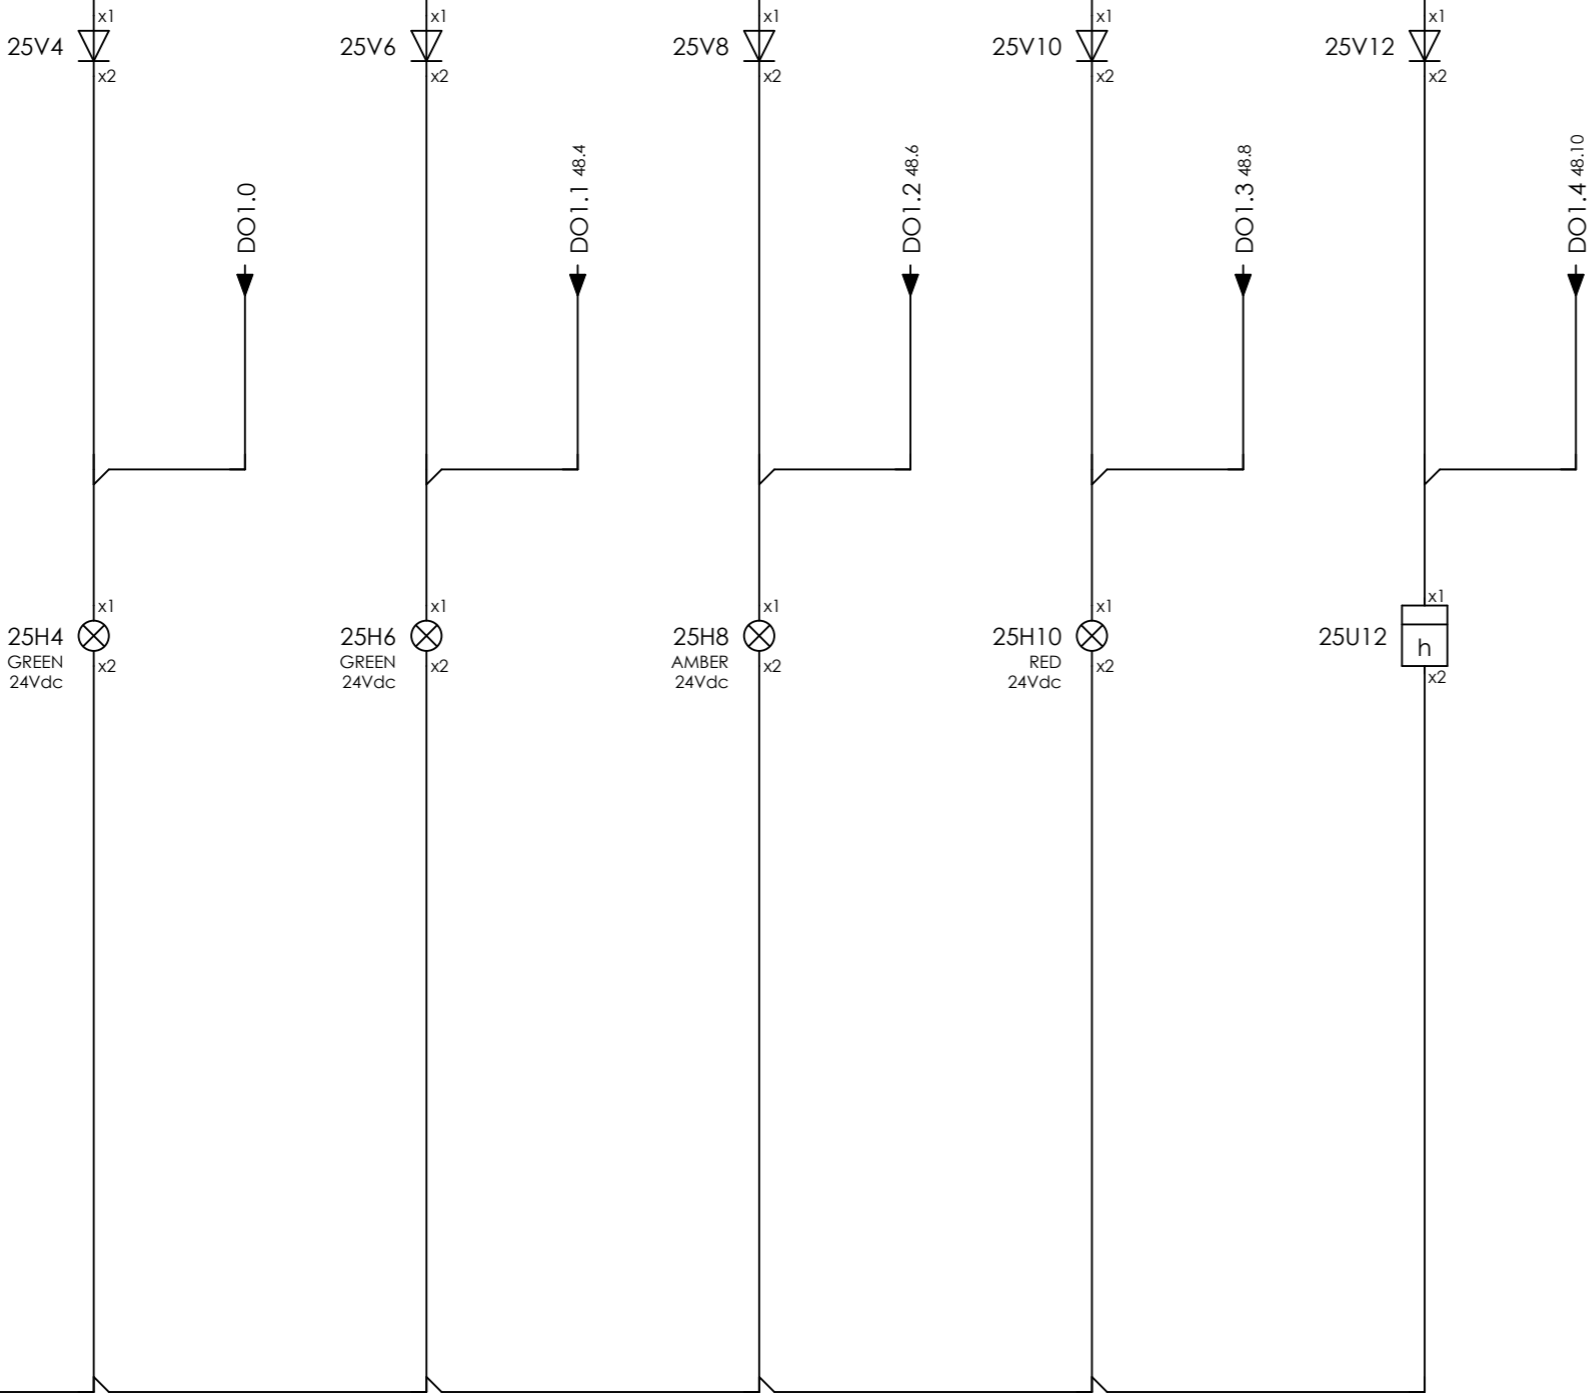 x1
25V4
x2
x1
25V6
x2
x1
25V8
x2
x1
25V10
x2
x1
25V12
x2
DO1.0
DO1.1 48.4
DO1.2 48.6
DO1.3 48.8
DO1.4 48.10
x1
25H4
GREEN
24Vdc
x2
x1
25H6
GREEN
24Vdc
x2
x1
25H8
AMBER
24Vdc
x2
x1
25H10
RED
24Vdc
x2
x1
25U12
h
x2